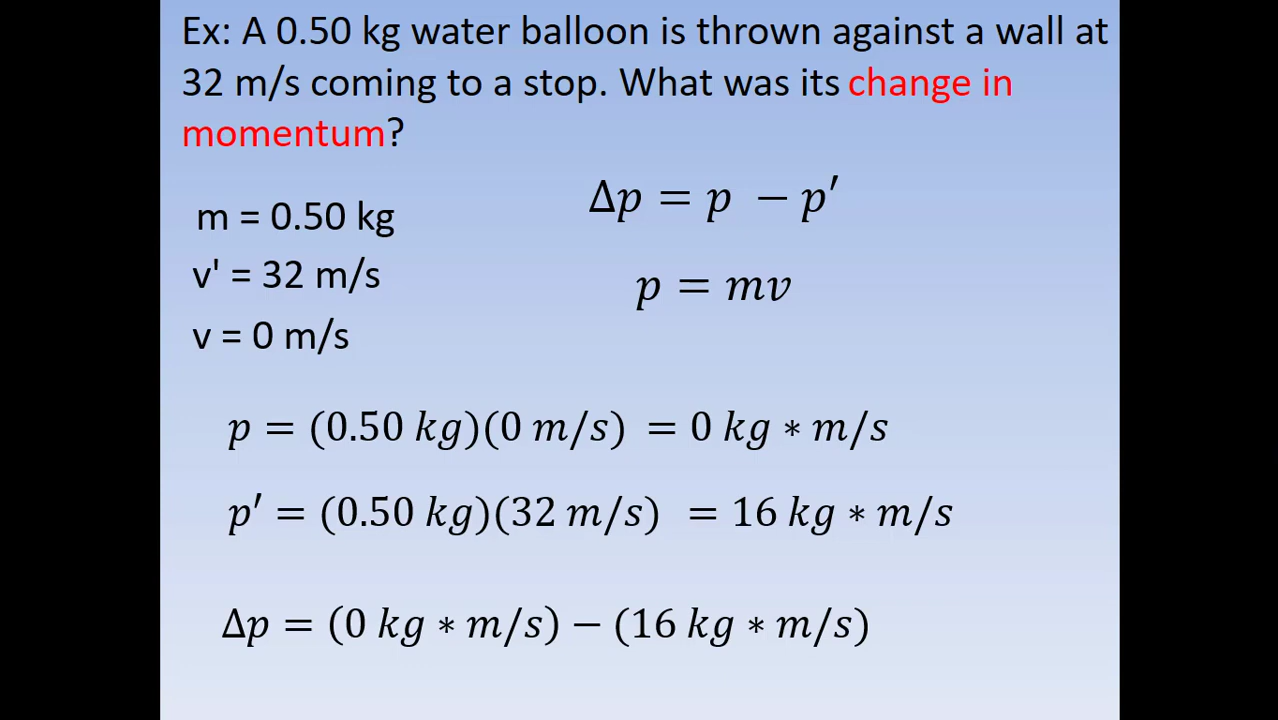 Ex: A 0.50 kg water balloon is thrown against a wall at
32 m/s coming to a stop. What was its change in
momentum?
m = 0.50 kg
v' = 32 m/s
v = 0 m/s
Δp = p − p′
p = mv
p = (0.50 kg)(0 m/s) = 0 kg ∗ m/s
p′ = (0.50 kg)(32 m/s) = 16 kg ∗ m/s
Δp = (0 kg ∗ m/s) − (16 kg ∗ m/s)